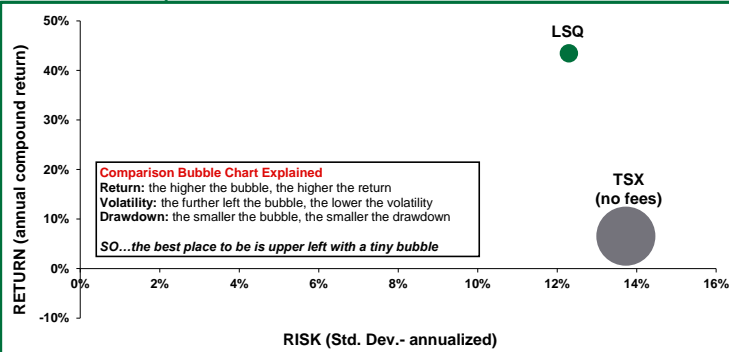 50%
LSQ
40%
30%
20%
Comparison Bubble Chart Explained
Return: the higher the bubble, the higher the return
Volatility: the further left the bubble, the lower the volatility
Drawdown: the smaller the bubble, the smaller the drawdown
SO…the best place to be is upper left with a tiny bubble
TSX
(no fees)
10%
0%
0% 2% 4% 6% 8% 10% 12% 14% 16%
-10%
RETURN (annual compound return)
RISK (Std. Dev.- annualized)